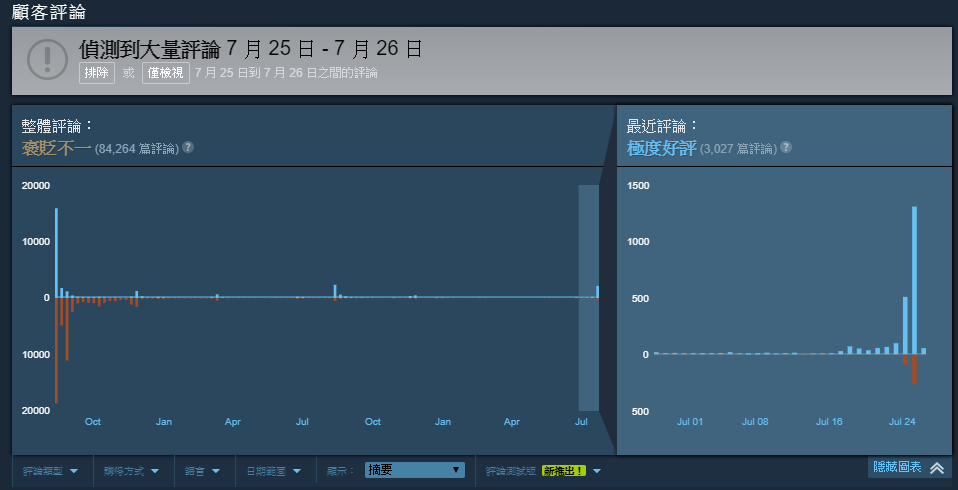 顧客評論
偵測到大量評論 7 月 25 日 - 7 月 26 日
排除 或 僅檢視 7 月 25 日到 7 月 26 日之間的評論
整體評論：
褒貶不一 (84,264 篇評論) ?
20000
10000
0
10000
20000
Oct Jan Apr Jul Oct Jan Apr Jul
最近評論：
極度好評 (3,027 篇評論) ?
1500
1000
500
0
500
Jul 01 Jul 08 Jul 16 Jul 24
評論類型 獲得方式 語言 日期範圍 顯示： 摘要 評論測試版 新推出！
隱藏圖表